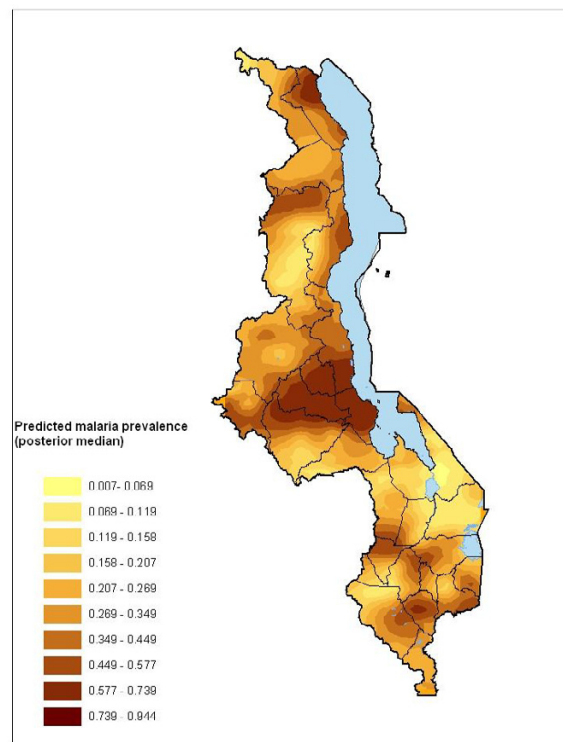 Predicted malaria prevalence
(posterior median)
0.007- 0.069
0.069 - 0.119
0.119 - 0.158
0.158 - 0.207
0.207 - 0.269
0.269 - 0.349
0.349 - 0.449
0.449 - 0.577
0.577 - 0.739
0.739 - 0.944